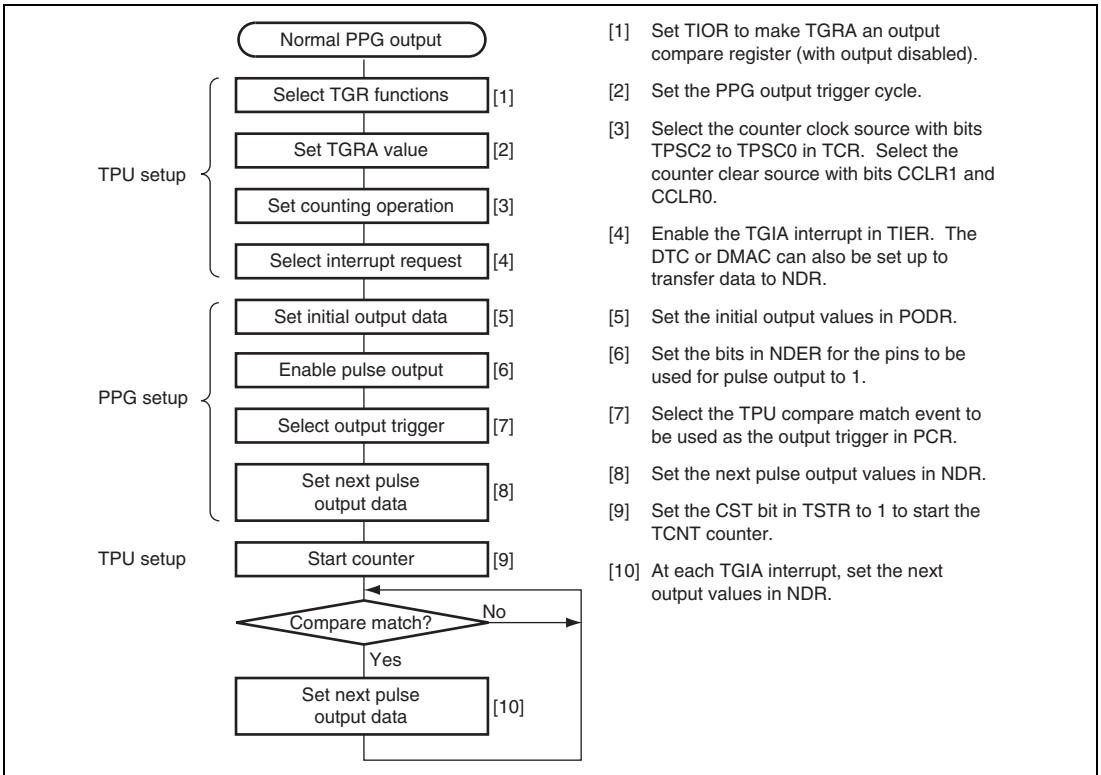 Normal PPG output
TPU setup
Select TGR functions [1]
Set TGRA value [2]
Set counting operation [3]
Select interrupt request [4]
PPG setup
Set initial output data [5]
Enable pulse output [6]
Select output trigger [7]
Set next pulse
output data [8]
TPU setup
Start counter [9]
Compare match?
No
Yes
Set next pulse
output data [10]
[1] Set TIOR to make TGRA an output
compare register (with output disabled).
[2] Set the PPG output trigger cycle.
[3] Select the counter clock source with bits
TPSC2 to TPSC0 in TCR. Select the
counter clear source with bits CCLR1 and
CCLR0.
[4] Enable the TGIA interrupt in TIER. The
DTC or DMAC can also be set up to
transfer data to NDR.
[5] Set the initial output values in PODR.
[6] Set the bits in NDER for the pins to be
used for pulse output to 1.
[7] Select the TPU compare match event to
be used as the output trigger in PCR.
[8] Set the next pulse output values in NDR.
[9] Set the CST bit in TSTR to 1 to start the
TCNT counter.
[10] At each TGIA interrupt, set the next
output values in NDR.